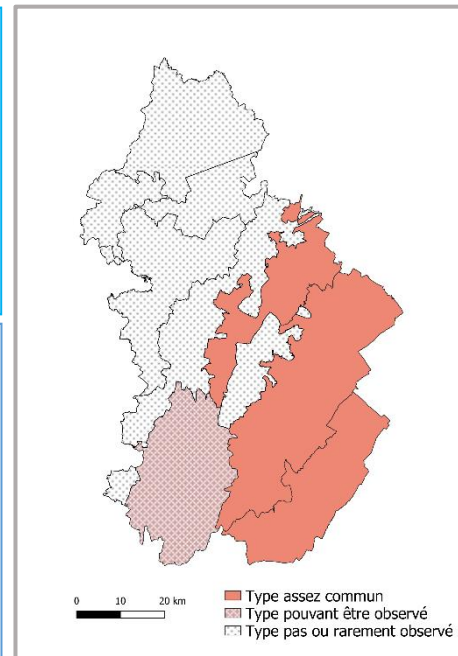 0 10 20 km
Type assez commun
Type pouvant être observé
Type pas ou rarement observé